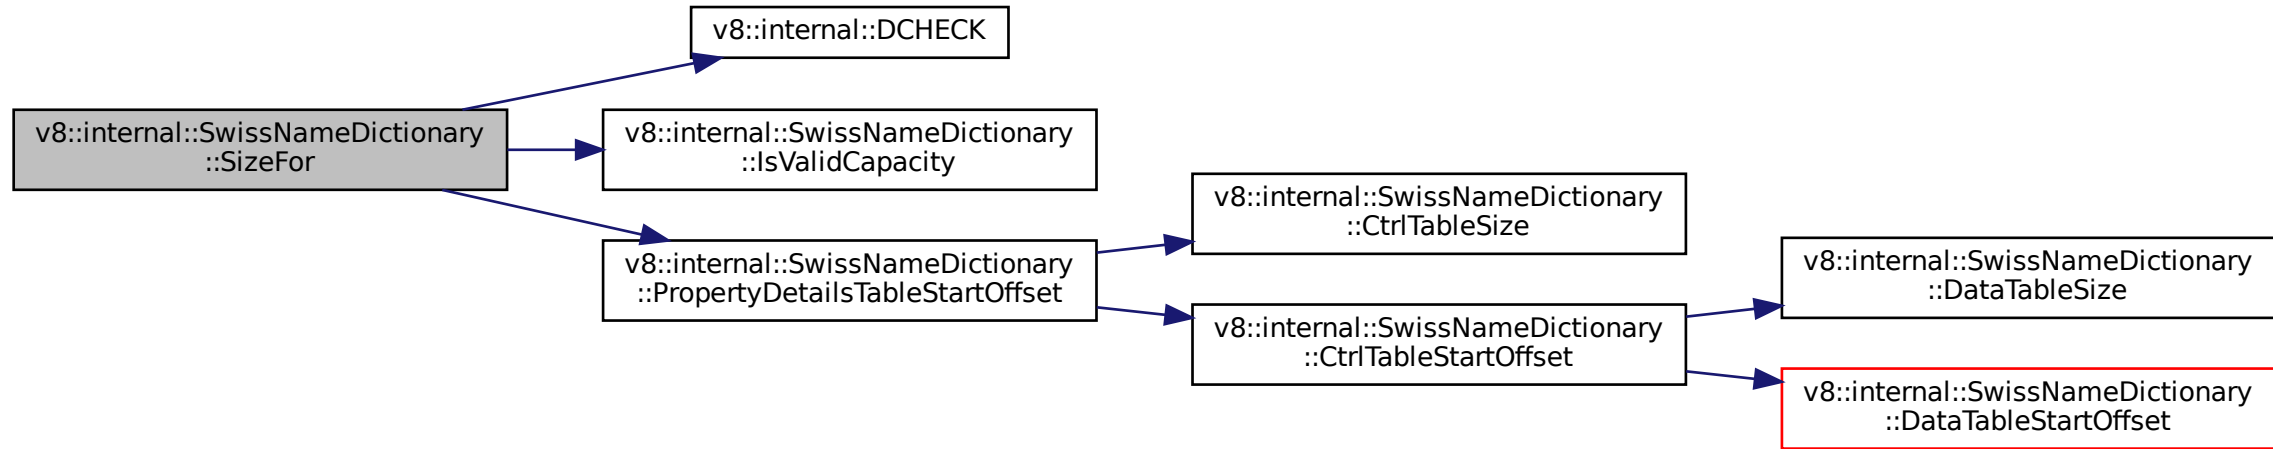 v8::internal::DCHECK
v8::internal::SwissNameDictionary
::SizeFor
v8::internal::SwissNameDictionary
::IsValidCapacity
v8::internal::SwissNameDictionary
::PropertyDetailsTableStartOffset
v8::internal::SwissNameDictionary
::CtrlTableSize
v8::internal::SwissNameDictionary
::CtrlTableStartOffset
v8::internal::SwissNameDictionary
::DataTableSize
v8::internal::SwissNameDictionary
::DataTableStartOffset